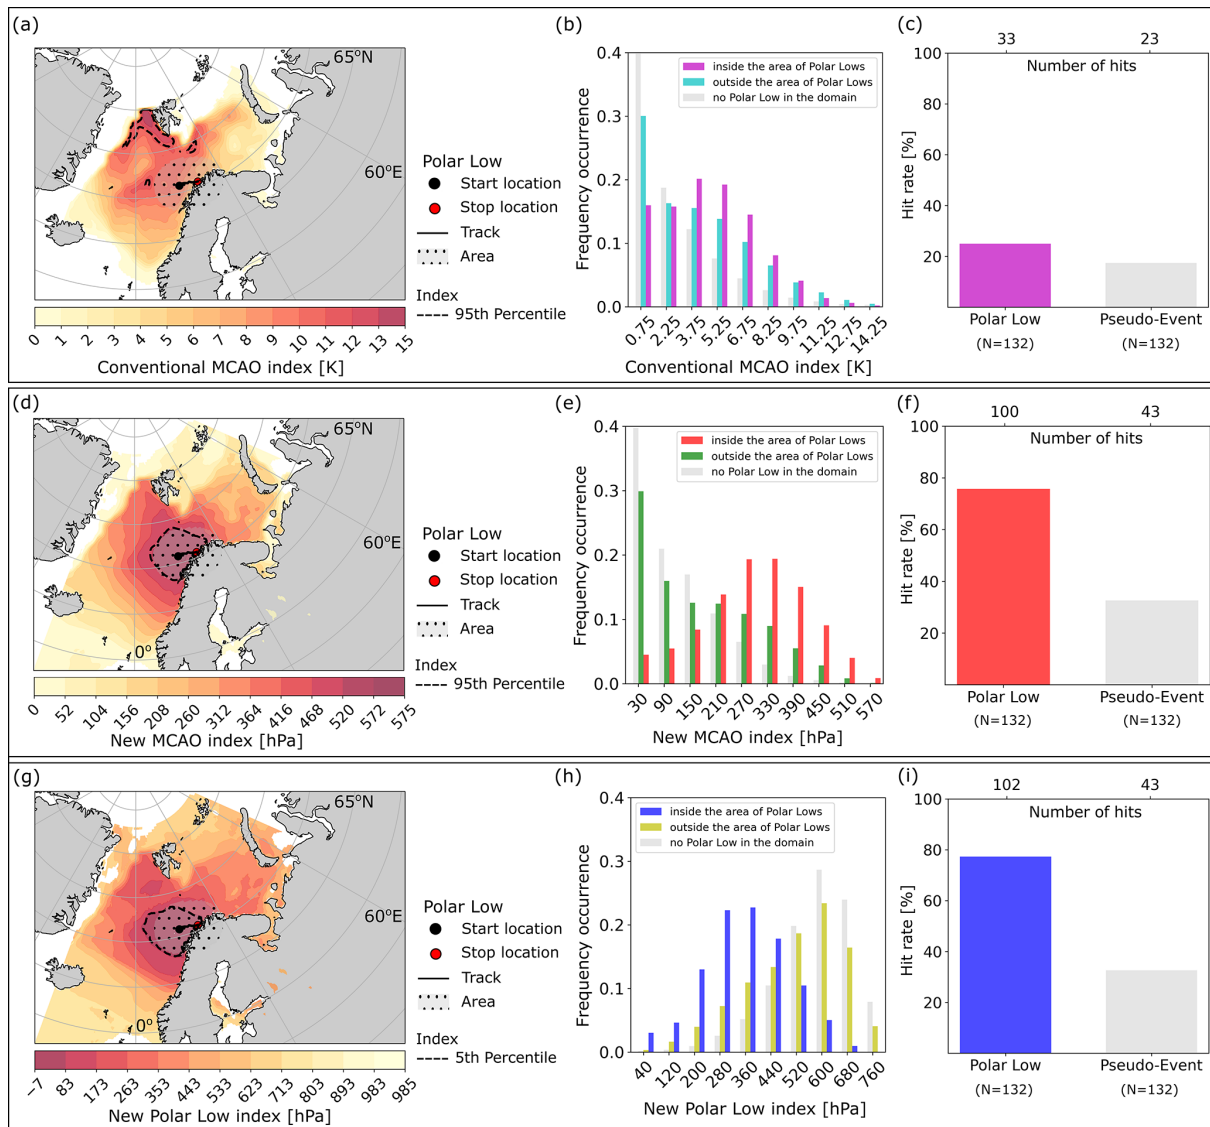 (a)
65°N
60°E
Polar Low
Start location
Stop location
Track
Area
Index
95th Percentile
0 1 2 3 4 5 6 7 8 9 10 11 12 13 15
Conventional MCAO index [K]
(b)
Frequency occurrence
0.4
0.3
0.2
0.1
0.0
inside the area of Polar Lows
outside the area of Polar Lows
no Polar Low in the domain
0.75 2.25 3.75 5.25 6.75 8.25 9.75 11.25 12.75 14.25
Conventional MCAO index [K]
(c)
33 23
Number of hits
Hit rate [%]
100
80
60
40
20
Polar Low Pseudo-Event
(N=132) (N=132)
(d)
65°N
60°E
0°
Polar Low
Start location
Stop location
Track
Area
Index
95th Percentile
0 52 104 156 208 260 312 364 416 468 520 572 575
New MCAO index [hPa]
(e)
Frequency occurrence
0.4
0.3
0.2
0.1
0.0
inside the area of Polar Lows
outside the area of Polar Lows
no Polar Low in the domain
30 90 150 210 270 330 390 450 510 570
New MCAO index [hPa]
(f)
100 43
Number of hits
Hit rate [%]
100
80
60
40
20
Polar Low Pseudo-Event
(N=132) (N=132)
(g)
65°N
60°E
0°
Polar Low
Start location
Stop location
Track
Area
Index
5th Percentile
−7 83 173 263 353 443 533 623 713 803 893 983 985
New Polar Low index [hPa]
(h)
Frequency occurrence
0.4
0.3
0.2
0.1
0.0
inside the area of Polar Lows
outside the area of Polar Lows
no Polar Low in the domain
40 120 200 280 360 440 520 600 680 760
New Polar Low index [hPa]
(i)
102 43
Number of hits
Hit rate [%]
100
80
60
40
20
Polar Low Pseudo-Event
(N=132) (N=132)